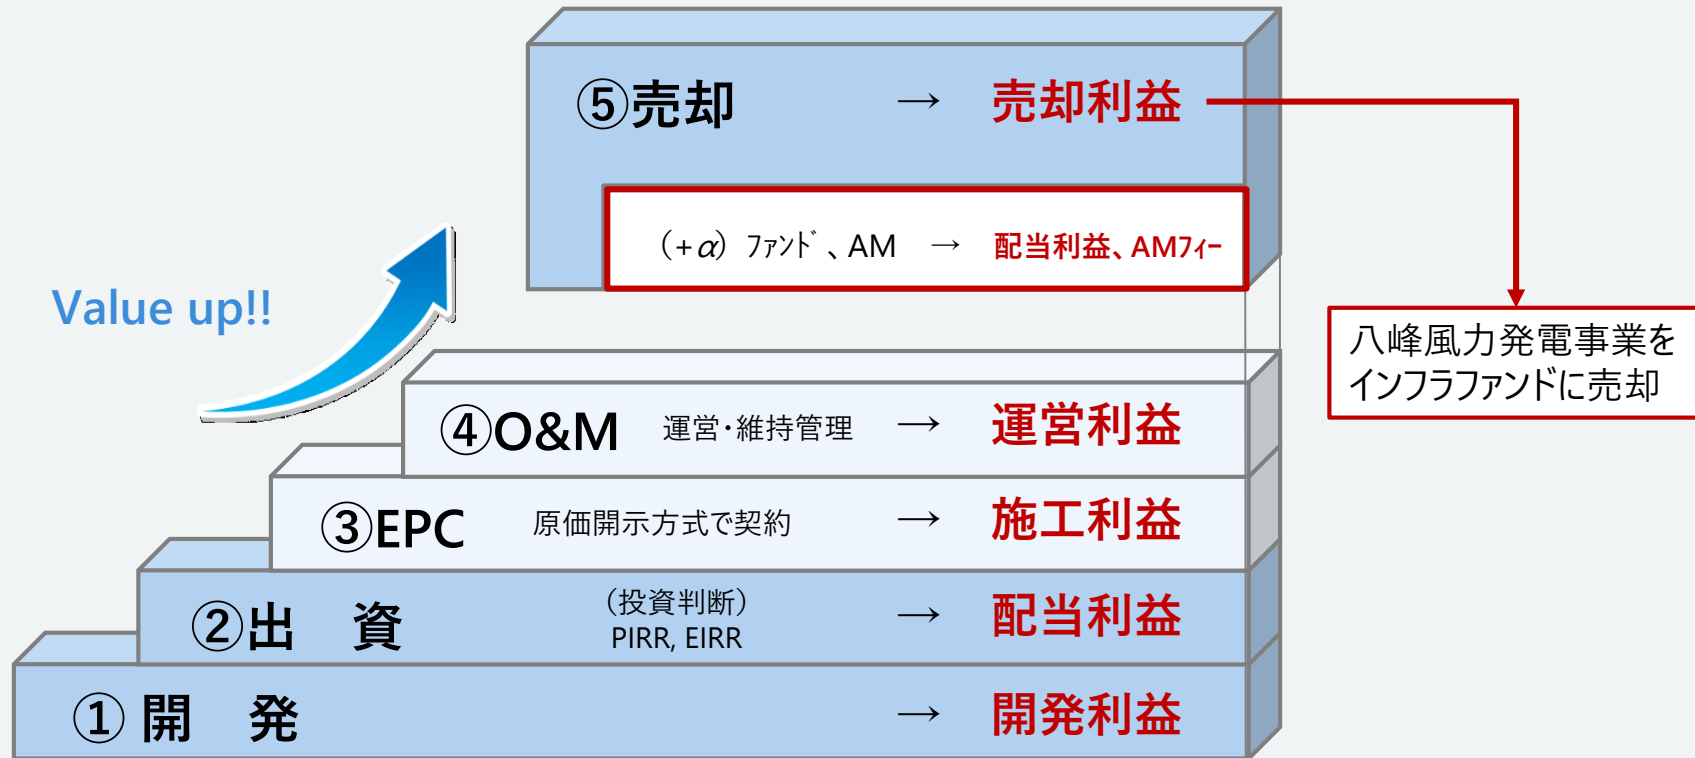 ⑤売却 → 売却利益
(+α) ﾌｧﾝﾄﾞ、AM → 配当利益、AMﾌｨｰ
Value up!!
八峰風力発電事業を
インフラファンドに売却
④O&M 運営・維持管理 → 運営利益
③EPC 原価開示方式で契約 → 施工利益
②出　資 (投資判断) → 配当利益
PIRR, EIRR
①開　発 → 開発利益